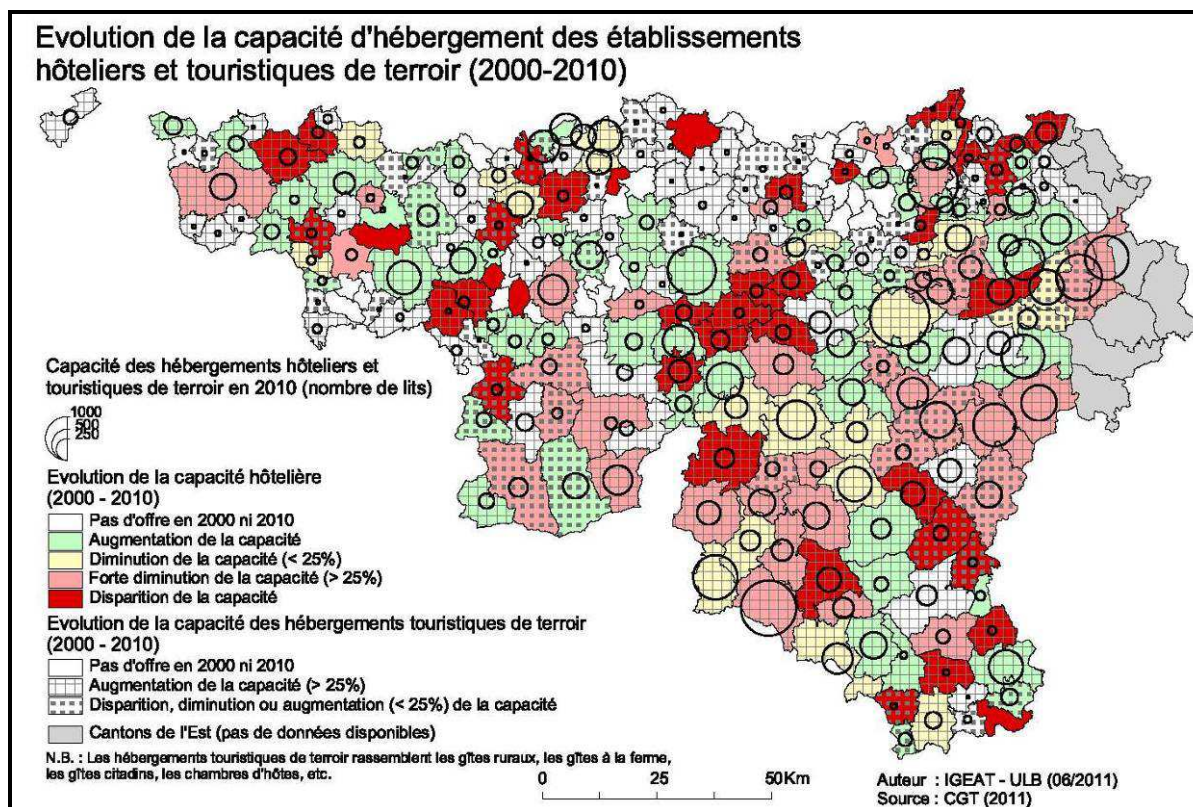 Evolution de la capacité d'hébergement des établissements
hôteliers et touristiques de terroir (2000-2010)
Capacité des hébergements hôteliers et
touristiques de terroir en 2010 (nombre de lits)
1000
500
250
Evolution de la capacité hôtelière
(2000 - 2010)
Pas d'offre en 2000 ni 2010
Augmentation de la capacité
Diminution de la capacité (< 25%)
Forte diminution de la capacité (> 25%)
Disparition de la capacité
Evolution de la capacité des hébergements touristiques de terroir
(2000 - 2010)
Pas d'offre en 2000 ni 2010
Augmentation de la capacité (> 25%)
Disparition, diminution ou augmentation (< 25%) de la capacité
Cantons de l'Est (pas de données disponibles)
N.B. : Les hébergements touristiques de terroir rassemblent les gîtes ruraux, les gîtes à la ferme,
les gîtes citadins, les chambres d'hôtes, etc.
0 25 50Km
Auteur : IGEAT - ULB (06/2011)
Source : CGT (2011)